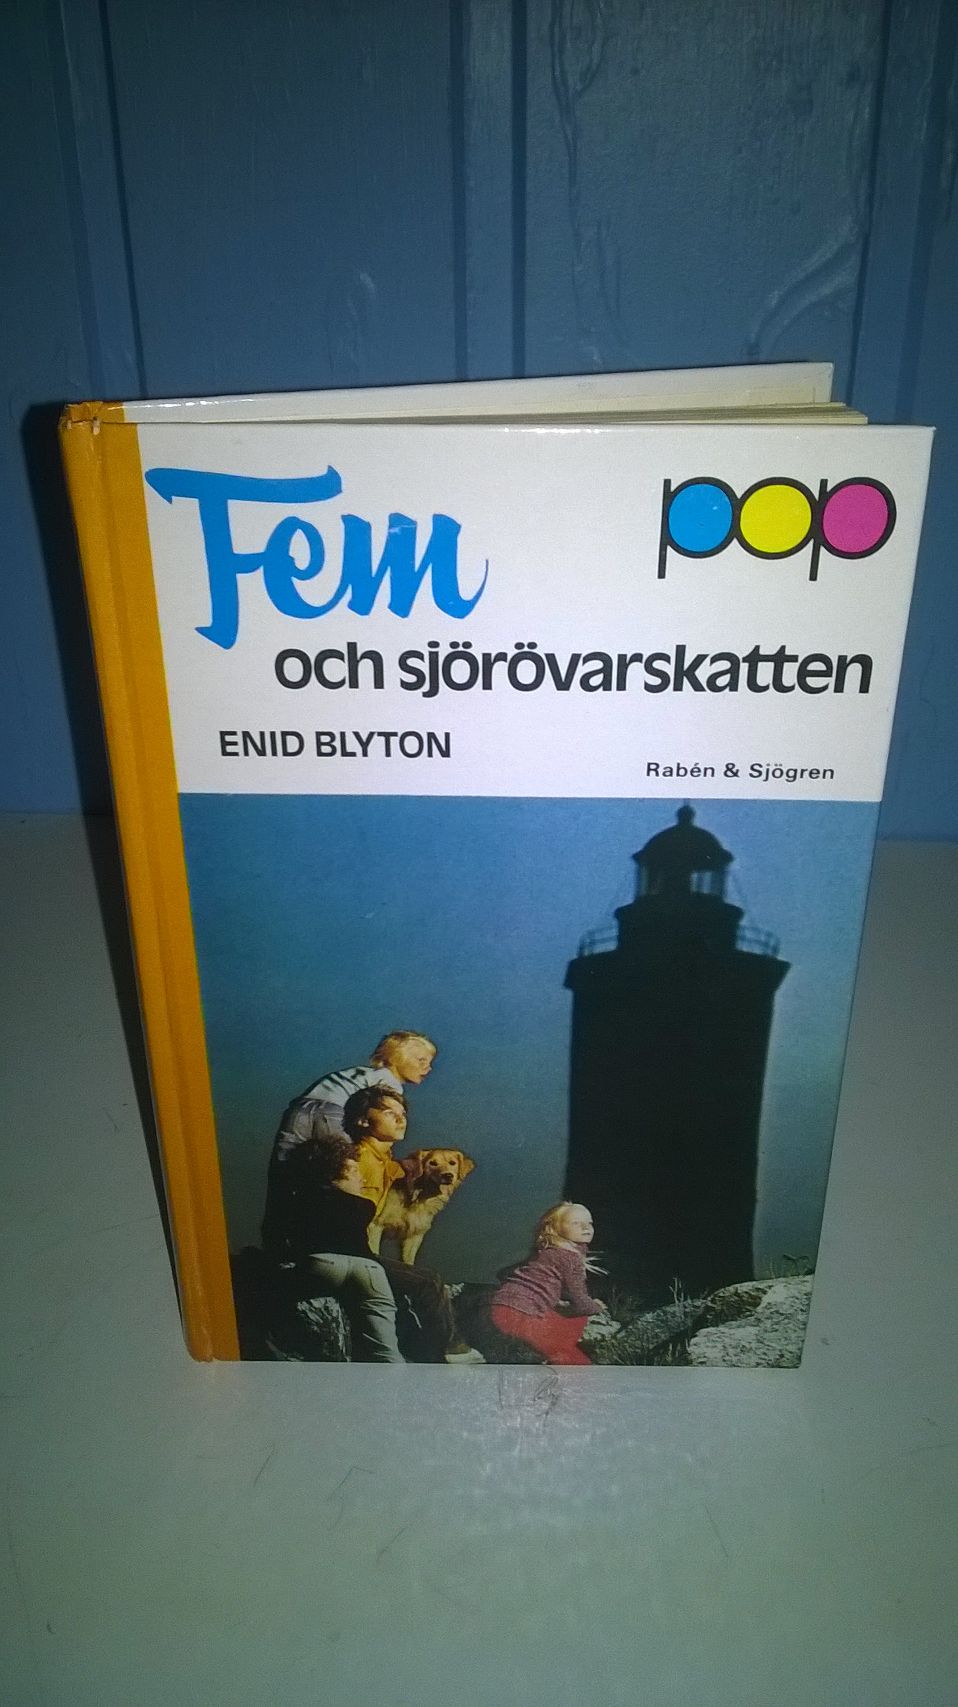 Fem
pop
och sjörövarskatten
ENID BLYTON
Rabén & Sjögren